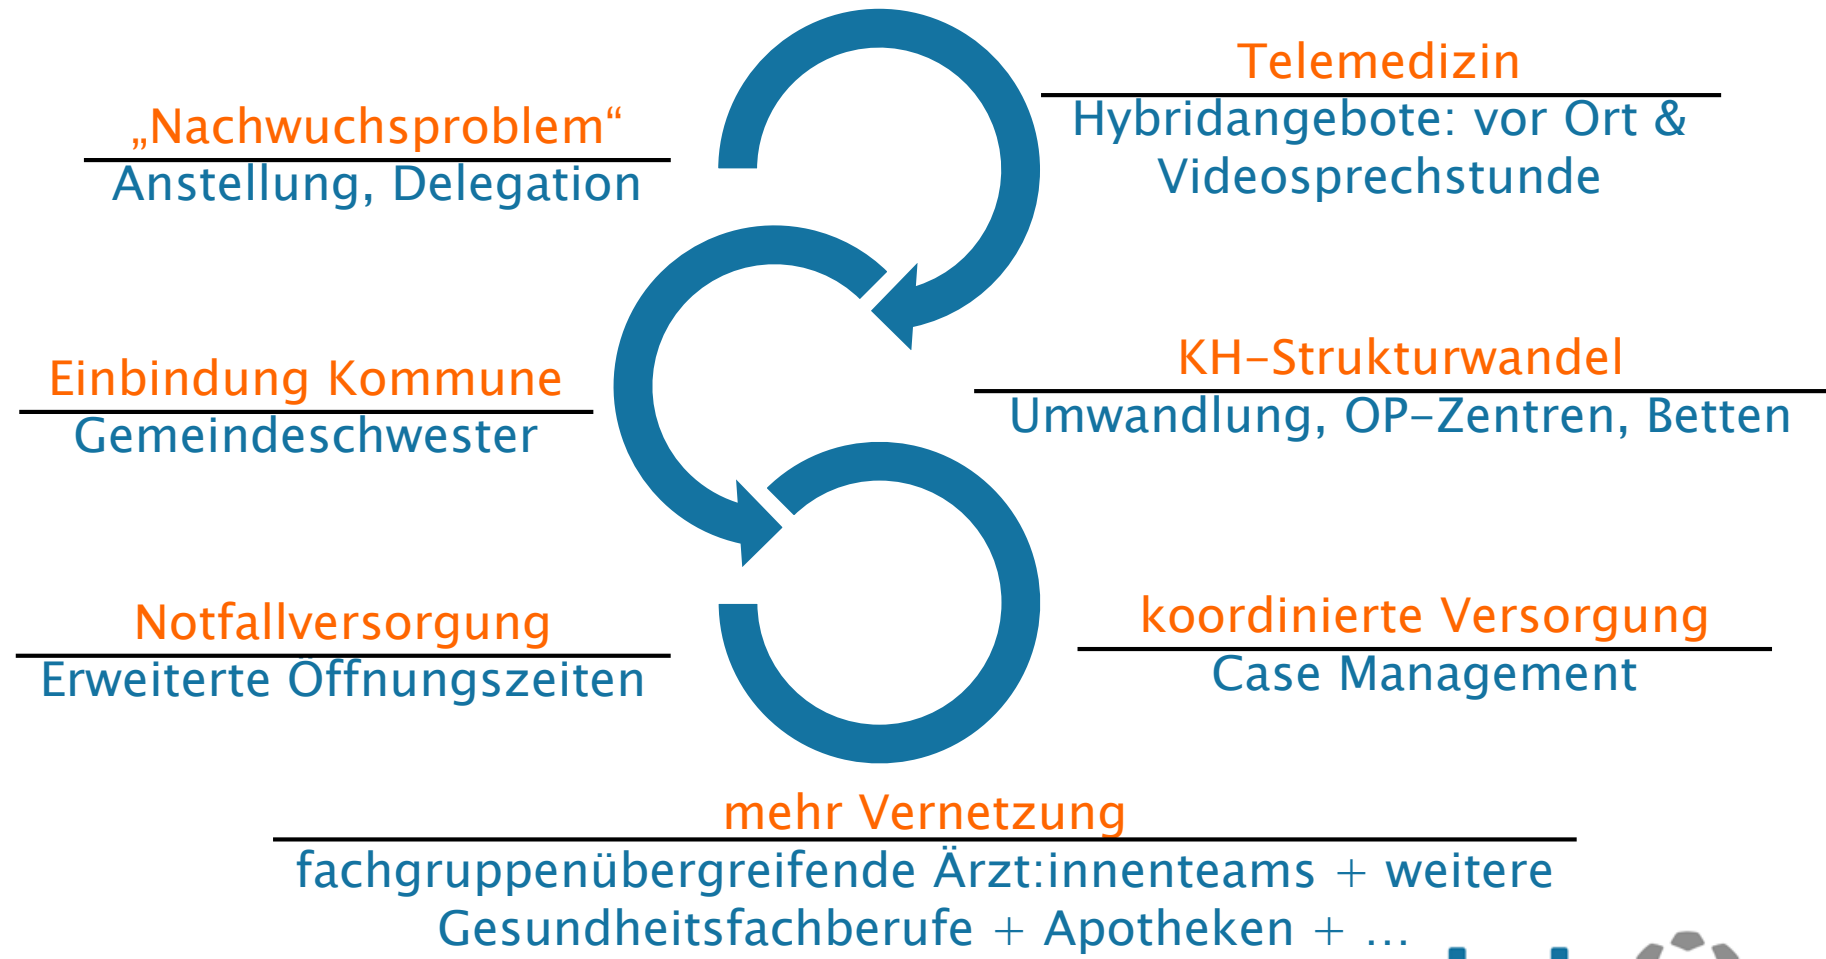 „Nachwuchsproblem“
Anstellung, Delegation
Telemedizin
Hybridangebote: vor Ort &
Videosprechstunde
Einbindung Kommune
Gemeindeschwester
KH-Strukturwandel
Umwandlung, OP-Zentren, Betten
Notfallversorgung
Erweiterte Öffnungszeiten
koordinierte Versorgung
Case Management
mehr Vernetzung
fachgruppenübergreifende Ärzt:innenteams + weitere
Gesundheitsfachberufe + Apotheken + …